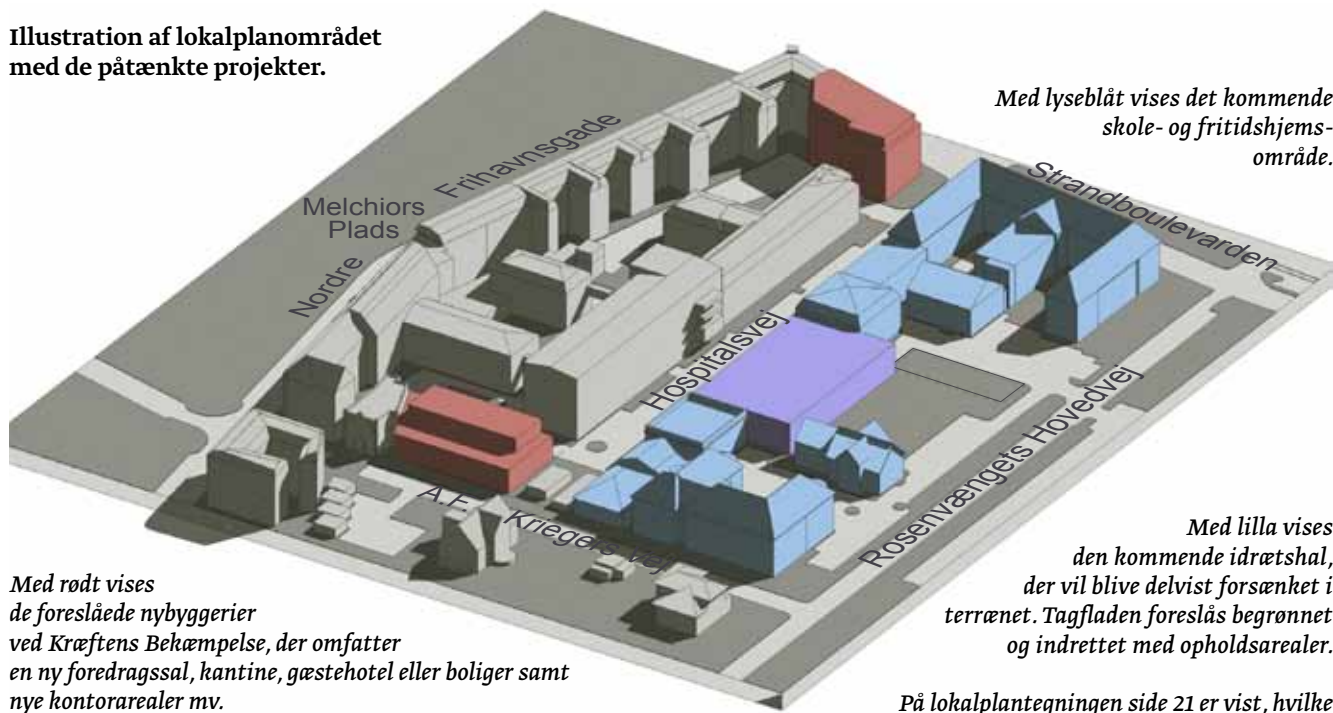 Illustration af lokalplanområdet
med de påtænkte projekter.
Med lyseblåt vises det kommende
skole- og fritidshjems-
område.
Nordre
Frihavnsgade
Melchiors
Plads
Strandboulevarden
Hospitalsvej
Rosenvængets Hovedvej
A.F. Kriegers Vej
Med rødt vises
de foreslåede nybyggerier
ved Kræftens Bekæmpelse, der omfatter
en ny foredragssal, kantine, gæstehotel eller boliger samt
nye kontorarealer mv.
Med lilla vises
den kommende idrætshal,
der vil blive delvist forsænket i
terrænet. Tagfladen foreslås begrønnet
og indrettet med opholdsarealer.
På lokalplantegningen side 21 er vist, hvilke